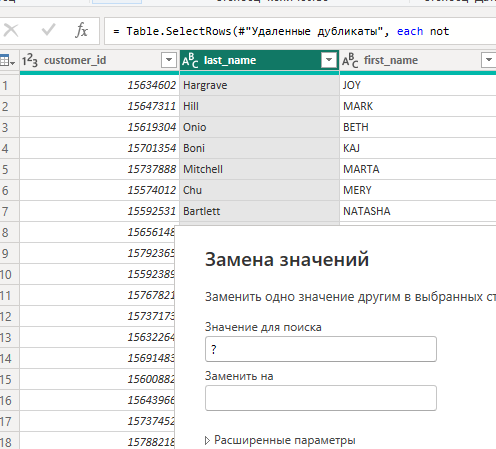 = Table.SelectRows(#"Удаленные дубликаты", each not
1²3 customer_id ABC last_name ABC first_name
1 15634602 Hargrave JOY
2 15647311 Hill MARK
3 15619304 Onio BETH
4 15701354 Boni KAJ
5 15737888 Mitchell MARTA
6 15574012 Chu MERY
7 15592531 Bartlett NATASHA
8 15656148
9 15792365
10 15592389
11 15767821
12 15737173
13 15632264
14 15691483
15 15600882
16 15643966
17 15737452
18 15788218
Замена значений
Заменить одно значение другим в выбранных ст
Значение для поиска
?
Заменить на
Расширенные параметры